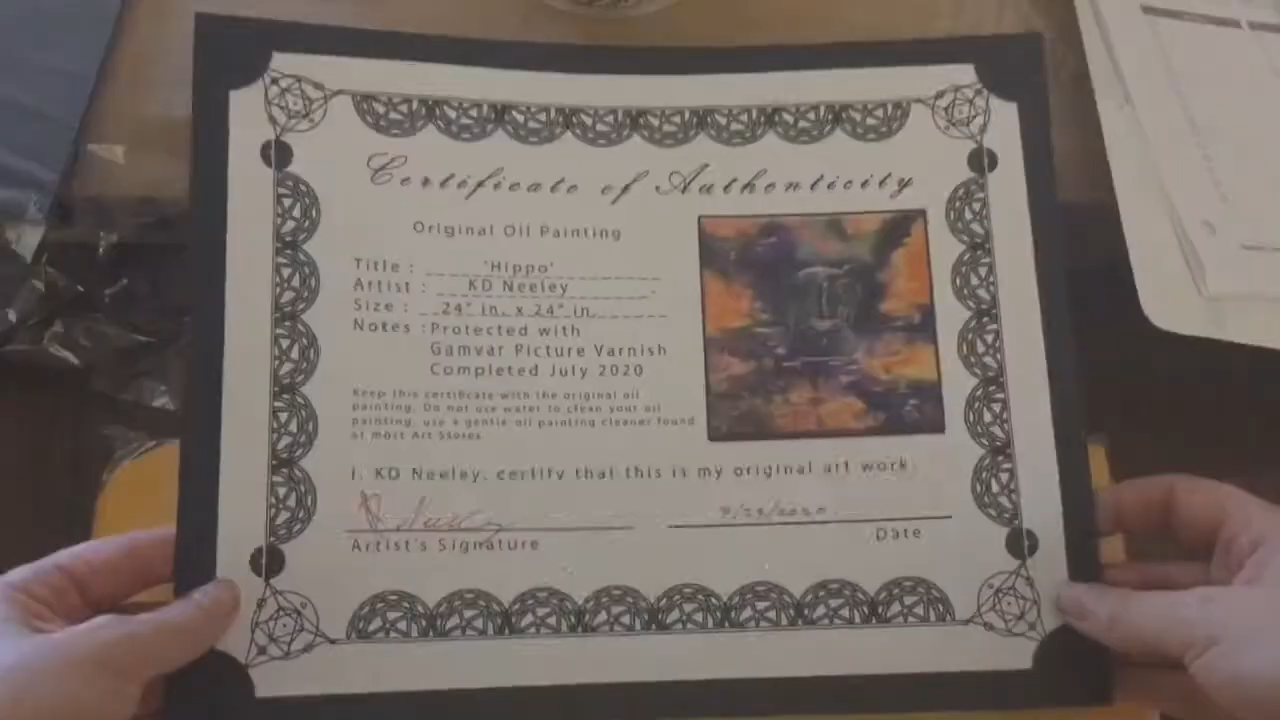 Certificate of Authenticity
Original Oil Painting
Title : 'Hippo'
Artist : KD Neeley
Size : 24" in. x 24" in.
Notes : Protected with
Gamvar Picture Varnish
Completed July 2020
Keep this certificate with the original oil
painting. Do not use water to clean your oil
painting, use a gentle oil painting cleaner found
at most Art Stores.
I, KD Neeley, certify that this is my original art work.
Artist's Signature
Date